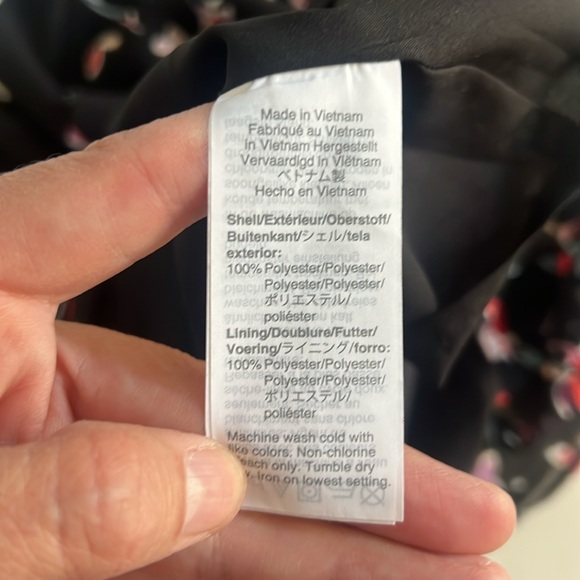 Made in Vietnam
Fabriqué au Vietnam
in Vietnam Hergestellt
Vervaardigd in Viëtnam
ベトナム製
Hecho en Vietnam
Shell/Extérieur/Oberstoff/
Buitenkant/シェル/tela
exterior:
100% Polyester/Polyester/
Polyester/Polyester/
ポリエステル/
poliéster
Lining/Doublure/Futter/
Voering/ライニング/forro:
100% Polyester/Polyester/
Polyester/Polyester/
ポリエステル/
poliéster
Machine wash cold with
like colors. Non-chlorine
only. Tumble dry
Iron on lowest setting.